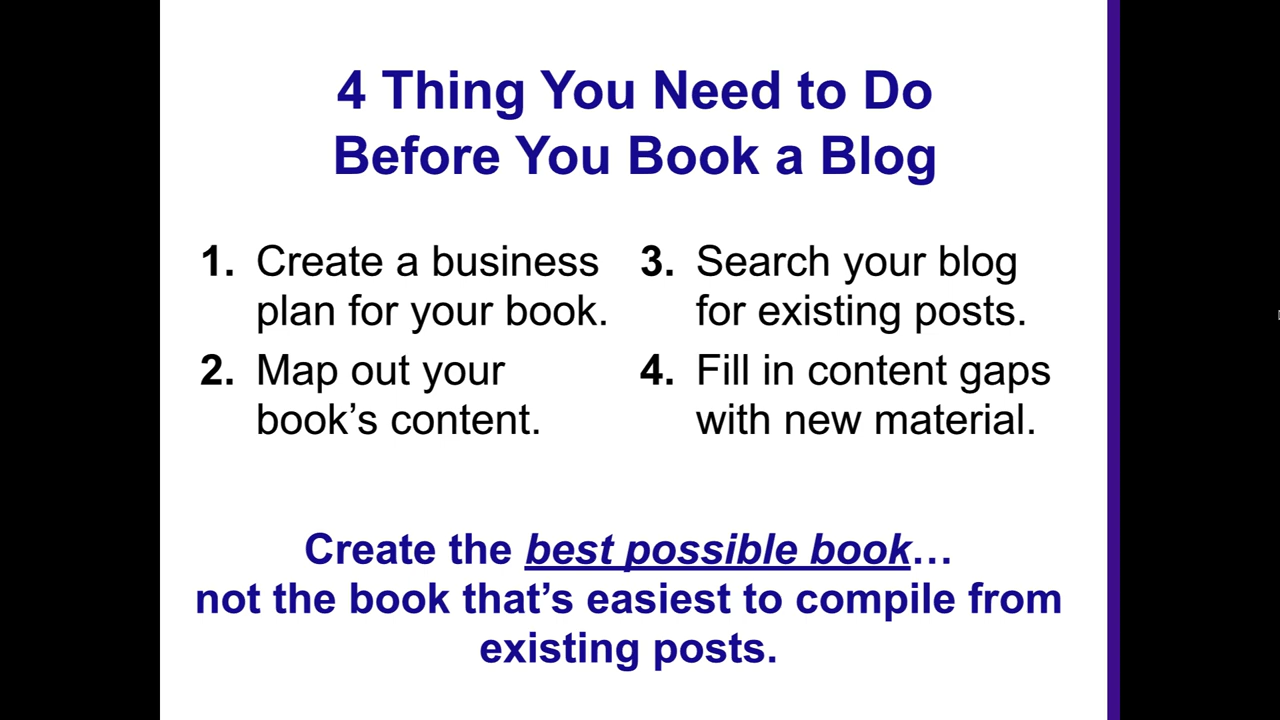 4 Thing You Need to Do
Before You Book a Blog
1. Create a business
plan for your book.
2. Map out your
book’s content.
3. Search your blog
for existing posts.
4. Fill in content gaps
with new material.
Create the best possible book…
not the book that’s easiest to compile from
existing posts.